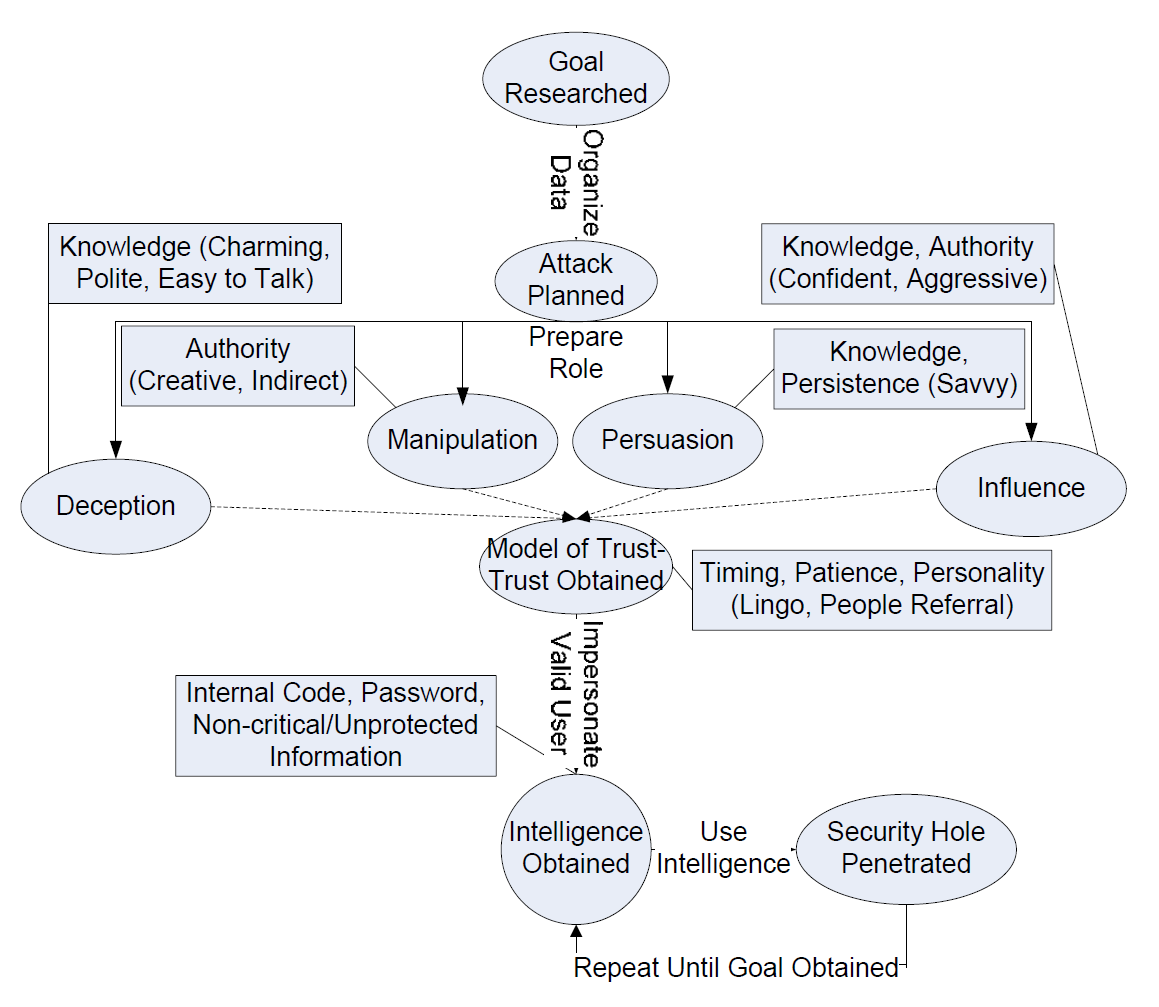 Goal
Researched
Organize
Data
Knowledge (Charming,
Polite, Easy to Talk)
Attack
Planned
Knowledge, Authority
(Confident, Aggressive)
Authority
(Creative, Indirect)
Prepare
Role
Knowledge,
Persistence (Savvy)
Manipulation
Persuasion
Deception
Influence
Model of Trust-
Trust Obtained
Timing, Patience, Personality
(Lingo, People Referral)
Impersonate
Valid User
Internal Code, Password,
Non-critical/Unprotected
Information
Intelligence
Obtained
Use
Intelligence
Security Hole
Penetrated
Repeat Until Goal Obtained